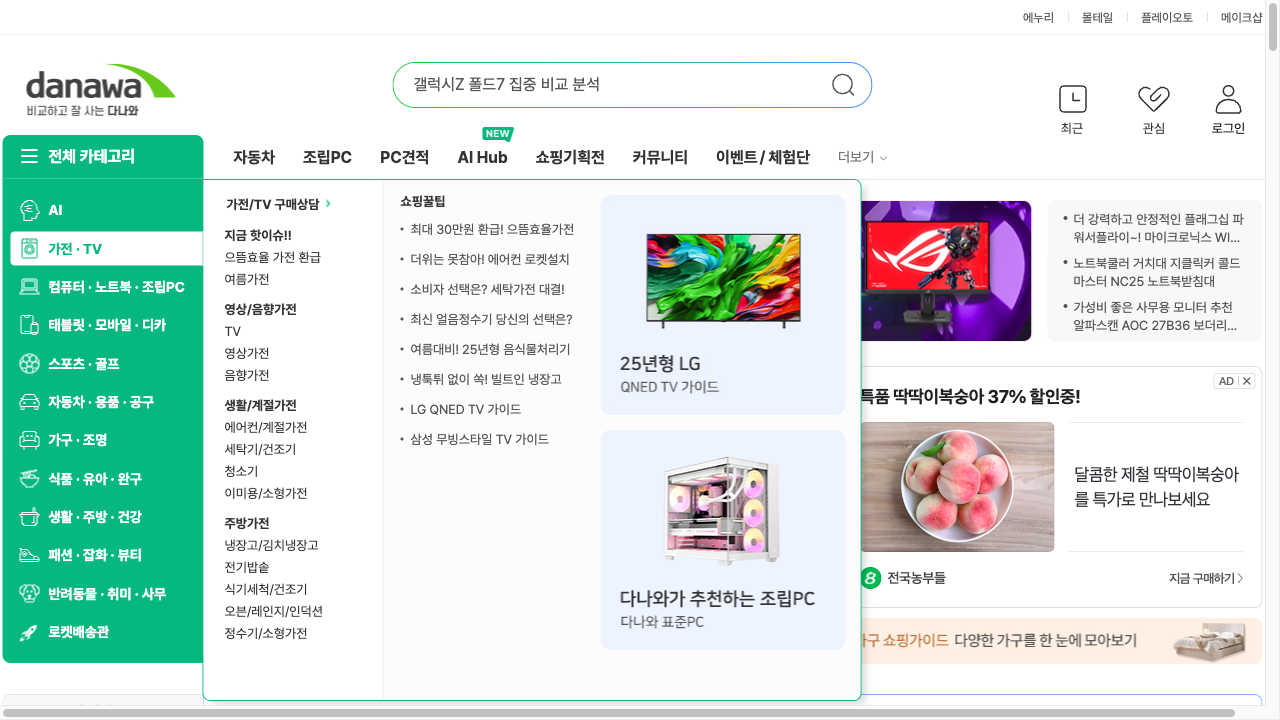 에누리
몰테일
플레이오토
메이크샵
danawa
비교하고 잘 사는 다나와
갤럭시Z 폴드7 집중 비교 분석
최근
관심
로그인
전체 카테고리
자동차
조립PC
PC견적
NEW
AI Hub
쇼핑기획전
커뮤니티
이벤트 / 체험단
더보기
AI
가전 · TV
컴퓨터 · 노트북 · 조립PC
태블릿 · 모바일 · 디카
스포츠 · 골프
자동차 · 용품 · 공구
가구 · 조명
식품 · 유아 · 완구
생활 · 주방 · 건강
패션 · 잡화 · 뷰티
반려동물 · 취미 · 사무
로켓배송관
가전/TV 구매상담
지금 핫이슈!!
으뜸효율 가전 환급
여름가전
영상/음향가전
TV
영상가전
음향가전
생활/계절가전
에어컨/계절가전
세탁기/건조기
청소기
이미용/소형가전
주방가전
냉장고/김치냉장고
전기밥솥
식기세척/건조기
오븐/레인지/인덕션
정수기/소형가전
쇼핑꿀팁
• 최대 30만원 환급! 으뜸효율가전
• 더위는 못참아! 에어컨 로켓설치
• 소비자 선택은? 세탁가전 대결!
• 최신 얼음정수기 당신의 선택은?
• 여름대비! 25년형 음식물처리기
• 냉툭튀 없이 쏙! 빌트인 냉장고
• LG QNED TV 가이드
• 삼성 무빙스타일 TV 가이드
25년형 LG
QNED TV 가이드
다나와가 추천하는 조립PC
다나와 표준PC
• 더 강력하고 안정적인 플래그십 파
워서플라이~! 마이크로닉스 WI...
• 노트북쿨러 거치대 지클릭커 콜드
마스터 NC25 노트북받침대
• 가성비 좋은 사무용 모니터 추천
알파스캔 AOC 27B36 보더리...
AD
특품 딱딱이복숭아 37% 할인중!
달콤한 제철 딱딱이복숭아
를 특가로 만나보세요
전국농부들
지금 구매하기
가구 쇼핑가이드 다양한 가구를 한 눈에 모아보기